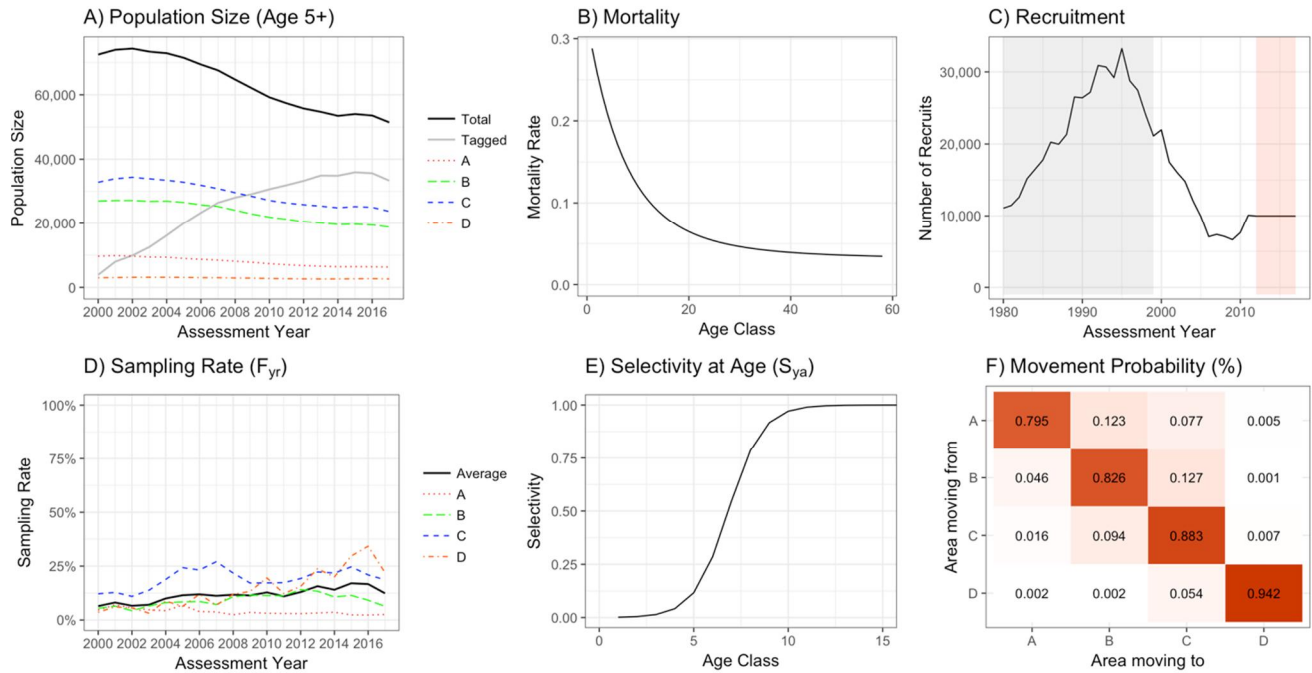 A) Population Size (Age 5+)
Population Size
60,000
40,000
20,000
0
2000 2002 2004 2006 2008 2010 2012 2014 2016
Assessment Year
Total
Tagged
A
B
C
D
B) Mortality
Mortality Rate
0.3
0.2
0.1
0.0
0 20 40 60
Age Class
C) Recruitment
Number of Recruits
30,000
20,000
10,000
0
1980 1990 2000 2010
Assessment Year
D) Sampling Rate (Fyr)
Sampling Rate
100%
75%
50%
25%
0%
2000 2002 2004 2006 2008 2010 2012 2014 2016
Assessment Year
Average
A
B
C
D
E) Selectivity at Age (Sya)
Selectivity
1.00
0.75
0.50
0.25
0.00
0 5 10 15
Age Class
F) Movement Probability (%)
Area moving from
A 0.795 0.123 0.077 0.005
B 0.046 0.826 0.127 0.001
C 0.016 0.094 0.883 0.007
D 0.002 0.002 0.054 0.942
A B C D
Area moving to